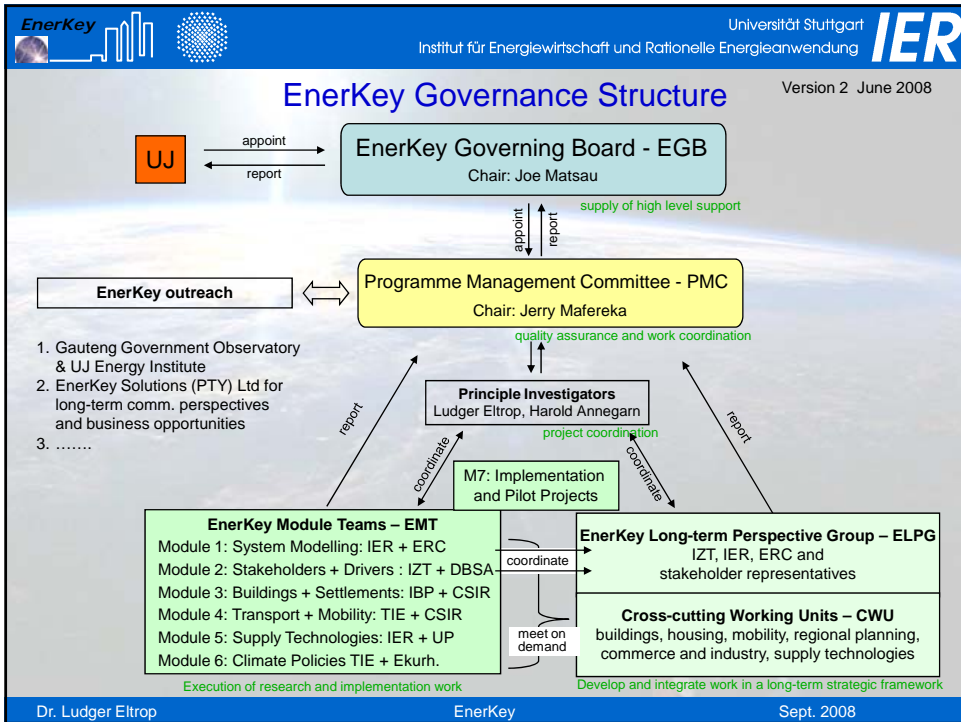 EnerKey
Universität Stuttgart
Institut für Energiewirtschaft und Rationelle Energieanwendung
IER
EnerKey Governance Structure
Version 2 June 2008
UJ
appoint
report
EnerKey Governing Board - EGB
Chair: Joe Matsau
supply of high level support
appoint
report
EnerKey outreach
Programme Management Committee - PMC
Chair: Jerry Mafereka
quality assurance and work coordination
1. Gauteng Government Observatory
& UJ Energy Institute
2. EnerKey Solutions (PTY) Ltd for
long-term comm. perspectives
and business opportunities
3. …….
Principle Investigators
Ludger Eltrop, Harold Annegarn
project coordination
report
coordinate
coordinate
report
M7: Implementation
and Pilot Projects
EnerKey Module Teams – EMT
Module 1: System Modelling: IER + ERC
Module 2: Stakeholders + Drivers : IZT + DBSA
Module 3: Buildings + Settlements: IBP + CSIR
Module 4: Transport + Mobility: TIE + CSIR
Module 5: Supply Technologies: IER + UP
Module 6: Climate Policies TIE + Ekurh.
Execution of research and implementation work
coordinate
meet on
demand
EnerKey Long-term Perspective Group – ELPG
IZT, IER, ERC and
stakeholder representatives
Cross-cutting Working Units – CWU
buildings, housing, mobility, regional planning,
commerce and industry, supply technologies
Develop and integrate work in a long-term strategic framework
Dr. Ludger Eltrop
EnerKey
Sept. 2008